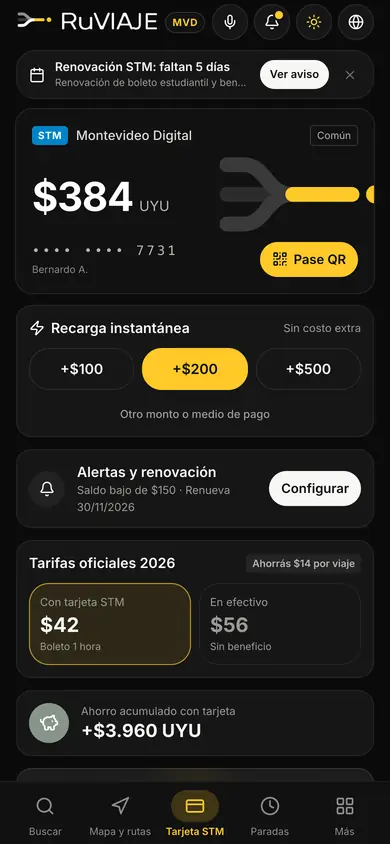 RuVIAJE MVD
Renovación STM: faltan 5 días
Renovación de boleto estudiantil y ben...
Ver aviso
STM Montevideo Digital
Común
$384 UYU
•••• •••• 7731
Bernardo A.
Pase QR
Recarga instantánea
Sin costo extra
+$100
+$200
+$500
Otro monto o medio de pago
Alertas y renovación
Saldo bajo de $150 · Renueva
30/11/2026
Configurar
Tarifas oficiales 2026
Ahorrás $14 por viaje
Con tarjeta STM
$42
Boleto 1 hora
En efectivo
$56
Sin beneficio
Ahorro acumulado con tarjeta
+$3.960 UYU
Buscar
Mapa y rutas
Tarjeta STM
Paradas
Más